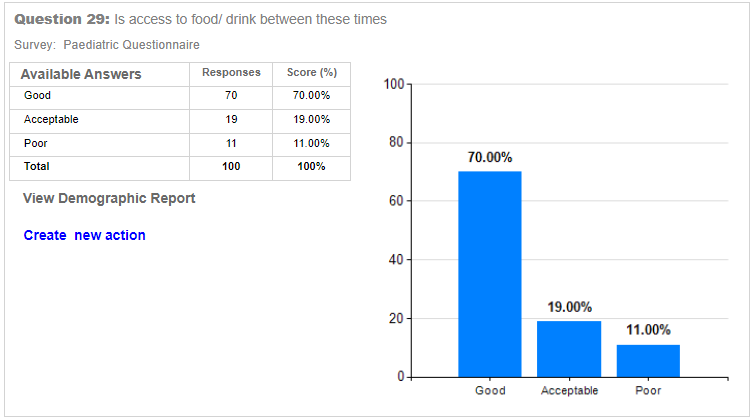 Question 29: Is access to food/ drink between these times
Survey: Paediatric Questionnaire
Available Answers Responses Score (%)
Good 70 70.00%
Acceptable 19 19.00%
Poor 11 11.00%
Total 100 100%
View Demographic Report
Create new action
100
80
60
40
20
0
70.00%
19.00%
11.00%
Good Acceptable Poor